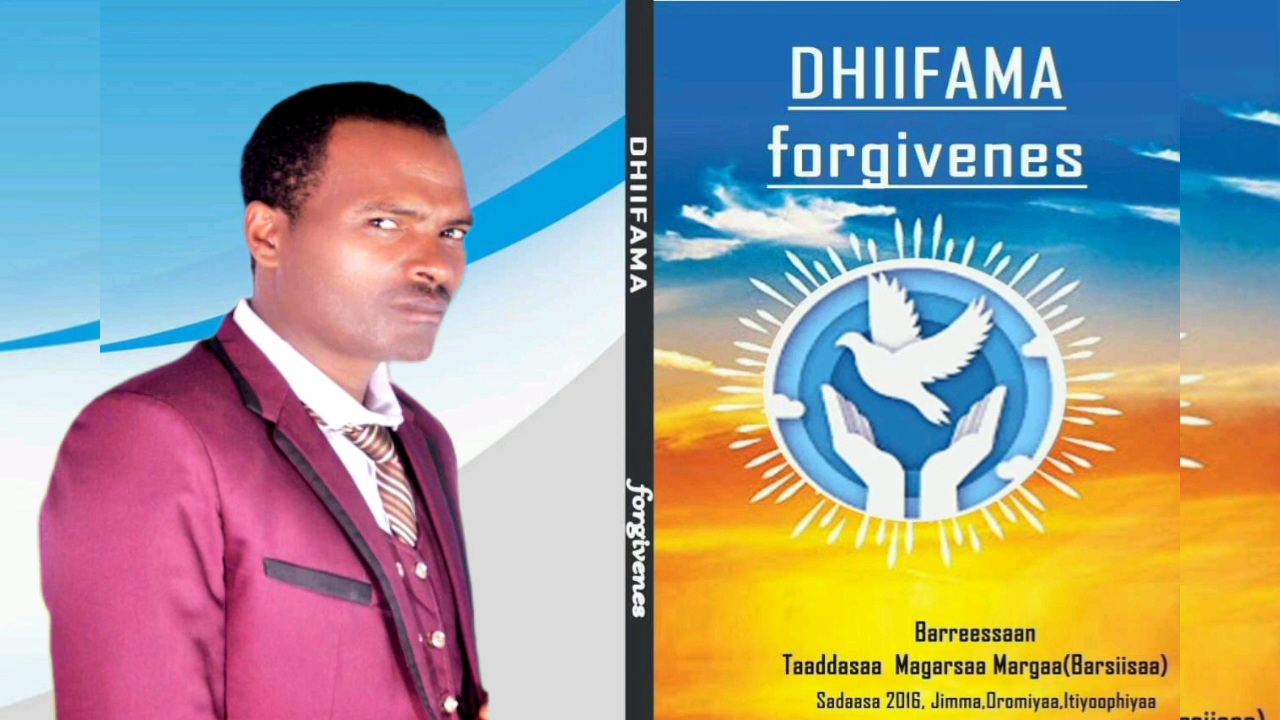 DHIIFAMA
forgivenes
DHIIFAMA
forgivenes
Barreessaan
Taaddasaa Magarsaa Margaa(Barsiisaa)
Sadaasa 2016, Jimma,Oromiyaa,Itiyoophiyaa